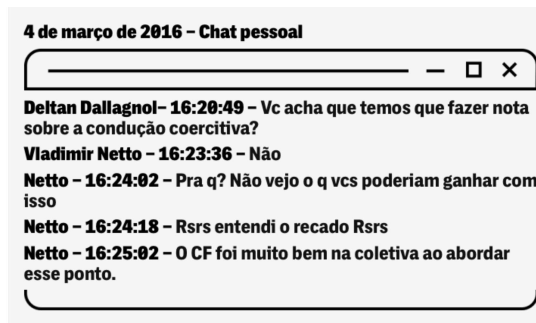 4 de março de 2016 – Chat pessoal
Deltan Dallagnol– 16:20:49 – Vc acha que temos que fazer nota
sobre a condução coercitiva?
Vladimir Netto – 16:23:36 – Não
Netto – 16:24:02 – Pra q? Não vejo o q vcs poderiam ganhar com
isso
Netto – 16:24:18 – Rsrs entendi o recado Rsrs
Netto – 16:25:02 – O CF foi muito bem na coletiva ao abordar
esse ponto.